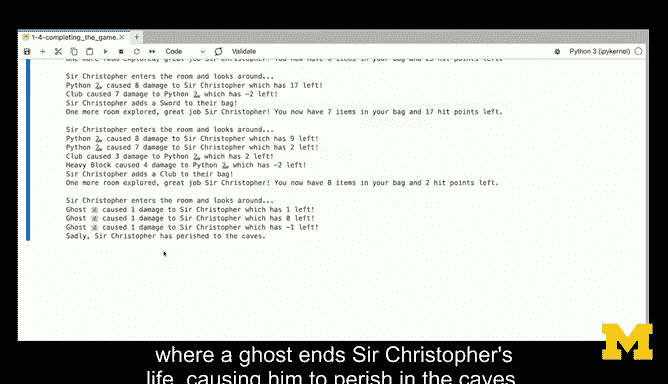 1-4-completing_the_game.
Code
Validate
Python 3 (ipykernel)
Sir Christopher enters the room and looks around...
Python 🐍 caused 8 damage to Sir Christopher which has 17 left!
Club caused 7 damage to Python 🐍 which has -2 left!
Sir Christopher adds a Sword to their bag!
One more room explored, great job Sir Christopher! You now have 7 items in your bag and 17 hit points left.
Sir Christopher enters the room and looks around...
Python 🐍 caused 8 damage to Sir Christopher which has 9 left!
Python 🐍 caused 7 damage to Sir Christopher which has 2 left!
Club caused 3 damage to Python 🐍 which has 2 left!
Heavy Block caused 4 damage to Python 🐍 which has -2 left!
Sir Christopher adds a Club to their bag!
One more room explored, great job Sir Christopher! You now have 8 items in your bag and 2 hit points left.
Sir Christopher enters the room and looks around...
Ghost 👻 caused 1 damage to Sir Christopher which has 1 left!
Ghost 👻 caused 1 damage to Sir Christopher which has 0 left!
Ghost 👻 caused 1 damage to Sir Christopher which has -1 left!
Sadly, Sir Christopher has perished to the caves.
M
where a ghost ends Sir Christopher's
life, causing him to perish in the caves